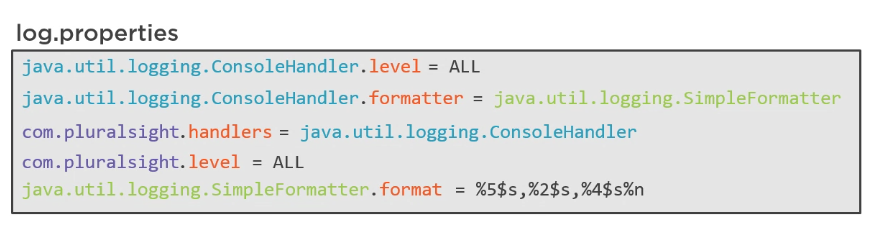 log.properties
java.util.logging.ConsoleHandler.level = ALL
java.util.logging.ConsoleHandler.formatter = java.util.logging.SimpleFormatter
com.pluralsight.handlers = java.util.logging.ConsoleHandler
com.pluralsight.level = ALL
java.util.logging.SimpleFormatter.format = %5$s,%2$s,%4$s%n